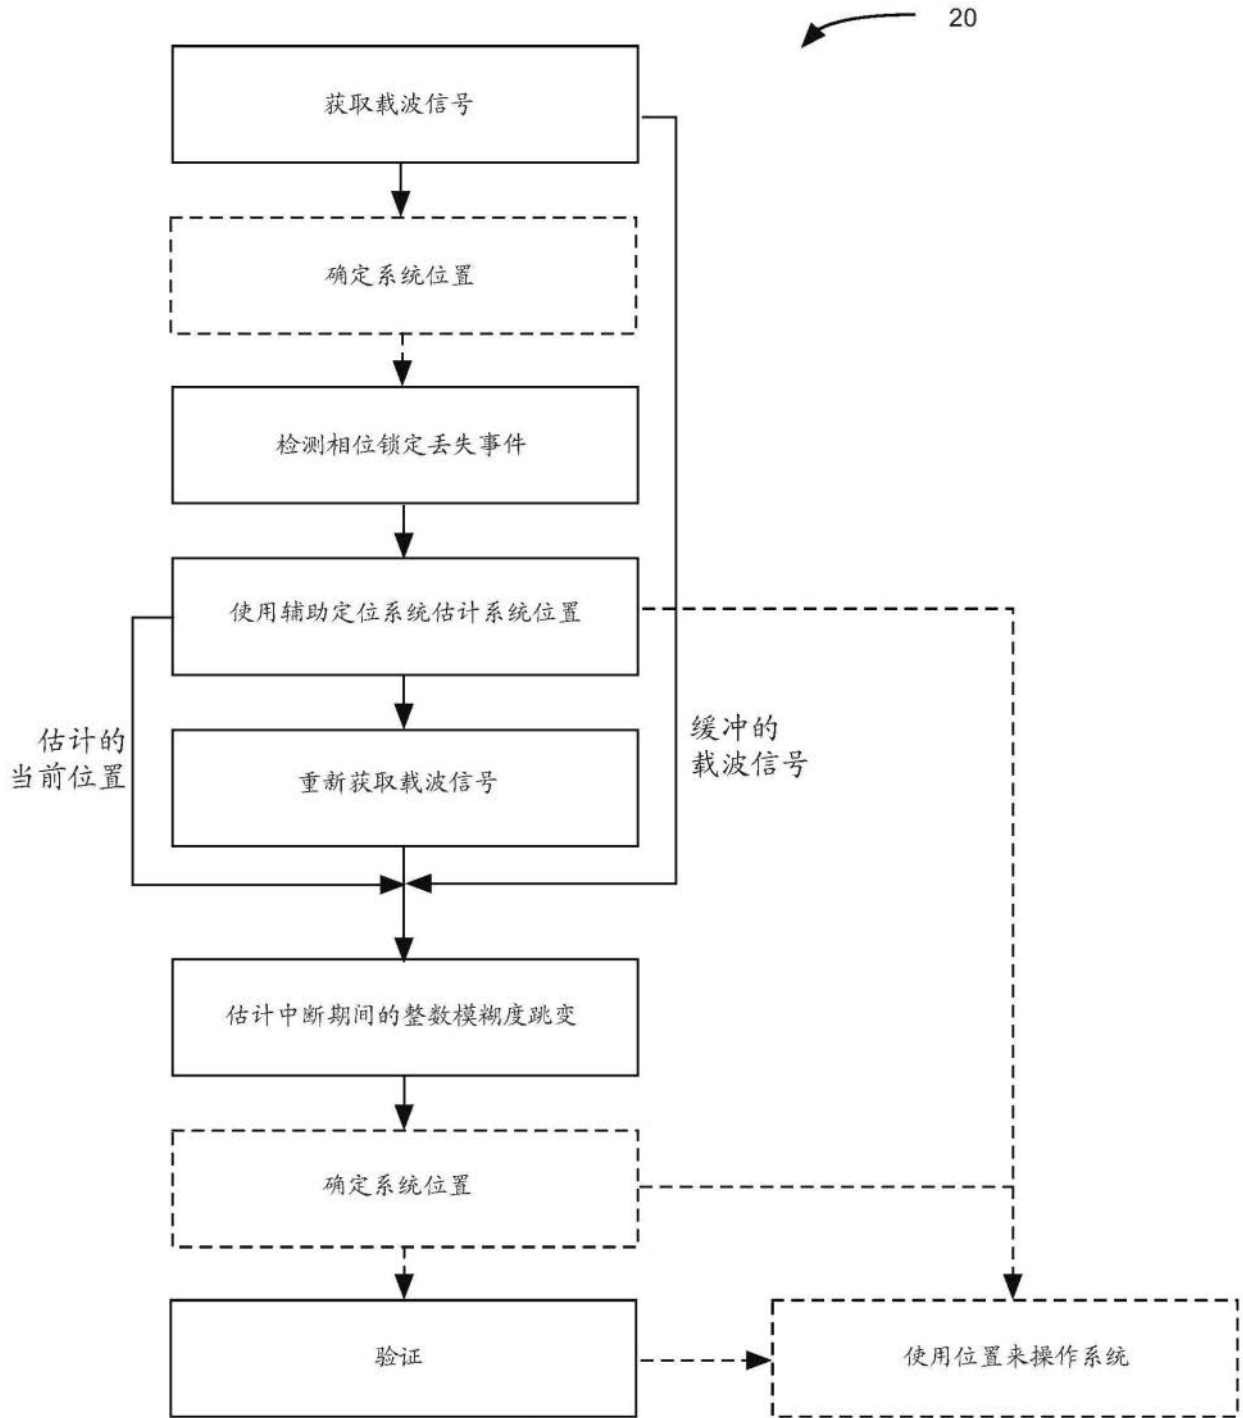 20
获取载波信号
确定系统位置
检测相位锁定丢失事件
使用辅助定位系统估计系统位置
估计的
当前位置
缓冲的
载波信号
重新获取载波信号
估计中断期间的整数模糊度跳变
确定系统位置
验证
使用位置来操作系统